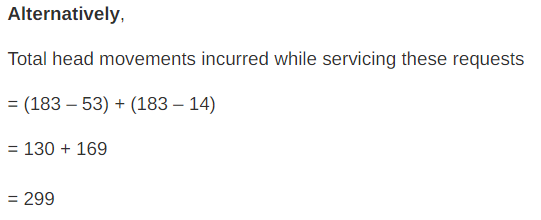 Alternatively,
Total head movements incurred while servicing these requests
= (183 – 53) + (183 – 14)
= 130 + 169
= 299